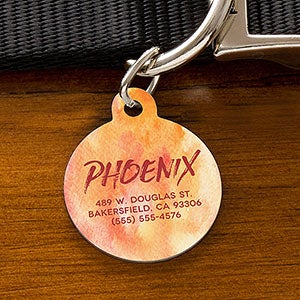 PHOENIX
489 W. DOUGLAS ST.
BAKERSFIELD, CA 93306
(555) 555-4576